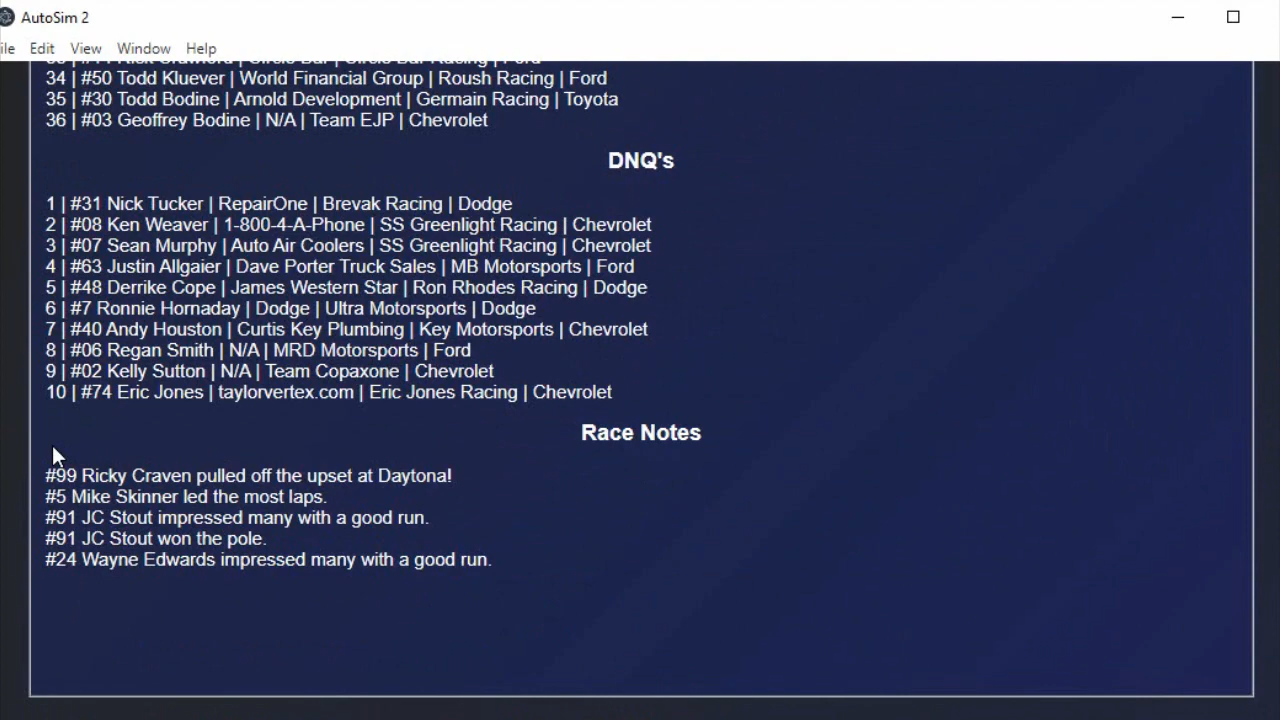 AutoSim 2
ile Edit View Window Help
34 | #50 Todd Kluever | World Financial Group | Roush Racing | Ford
35 | #30 Todd Bodine | Arnold Development | Germain Racing | Toyota
36 | #03 Geoffrey Bodine | N/A | Team EJP | Chevrolet
DNQ's
1 | #31 Nick Tucker | RepairOne | Brevak Racing | Dodge
2 | #08 Ken Weaver | 1-800-4-A-Phone | SS Greenlight Racing | Chevrolet
3 | #07 Sean Murphy | Auto Air Coolers | SS Greenlight Racing | Chevrolet
4 | #63 Justin Allgaier | Dave Porter Truck Sales | MB Motorsports | Ford
5 | #48 Derrike Cope | James Western Star | Ron Rhodes Racing | Dodge
6 | #7 Ronnie Hornaday | Dodge | Ultra Motorsports | Dodge
7 | #40 Andy Houston | Curtis Key Plumbing | Key Motorsports | Chevrolet
8 | #06 Regan Smith | N/A | MRD Motorsports | Ford
9 | #02 Kelly Sutton | N/A | Team Copaxone | Chevrolet
10 | #74 Eric Jones | taylorvertex.com | Eric Jones Racing | Chevrolet
Race Notes
#99 Ricky Craven pulled off the upset at Daytona!
#5 Mike Skinner led the most laps.
#91 JC Stout impressed many with a good run.
#91 JC Stout won the pole.
#24 Wayne Edwards impressed many with a good run.